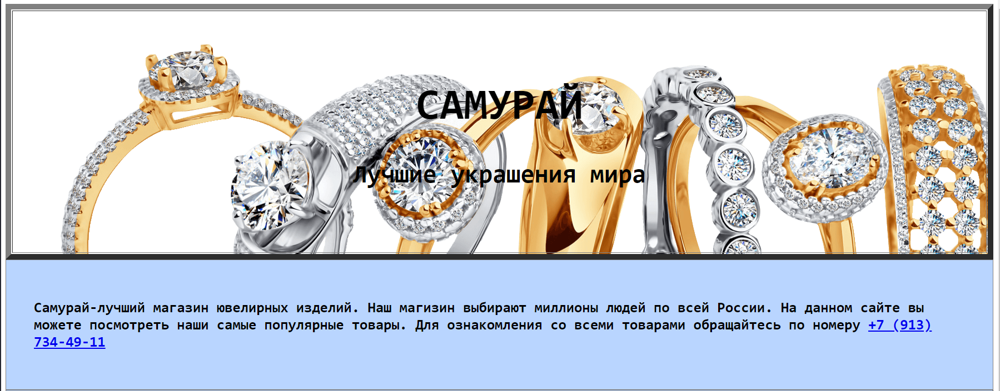 САМУРАЙ
Лучшие украшения мира
Самурай-лучший магазин ювелирных изделий. Наш магизин выбирают миллионы людей по всей России. На данном сайте вы
можете посмотреть наши самые популярные товары. Для ознакомления со всеми товарами обращайтесь по номеру +7 (913)
734-49-11